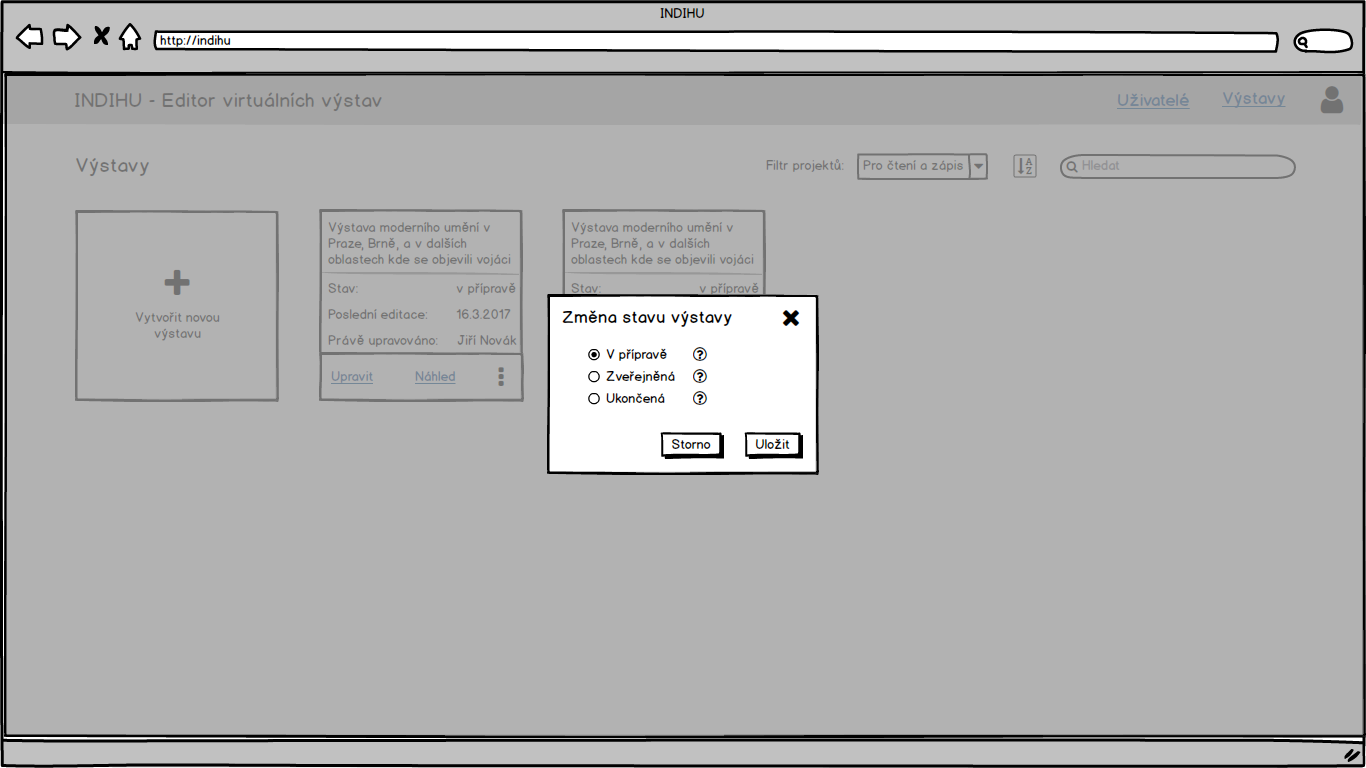 INDIHU
http://indihu
INDIHU - Editor virtuálních výstav
Uživatelé
Výstavy
Výstavy
Filtr projektů:
Pro čtení a zápis
A
Z
Hledat
Vytvořit novou
výstavu
Výstava moderního umění v
Praze, Brně, a v dalších
oblastech kde se objevili vojáci
Stav: v přípravě
Poslední editace: 16.3.2017
Právě upravováno: Jiří Novák
Upravit
Náhled
Výstava moderního umění v
Praze, Brně, a v dalších
oblastech kde se objevili vojáci
Stav: v přípravě
Změna stavu výstavy
V přípravě ?
Zveřejněná ?
Ukončená ?
Storno
Uložit